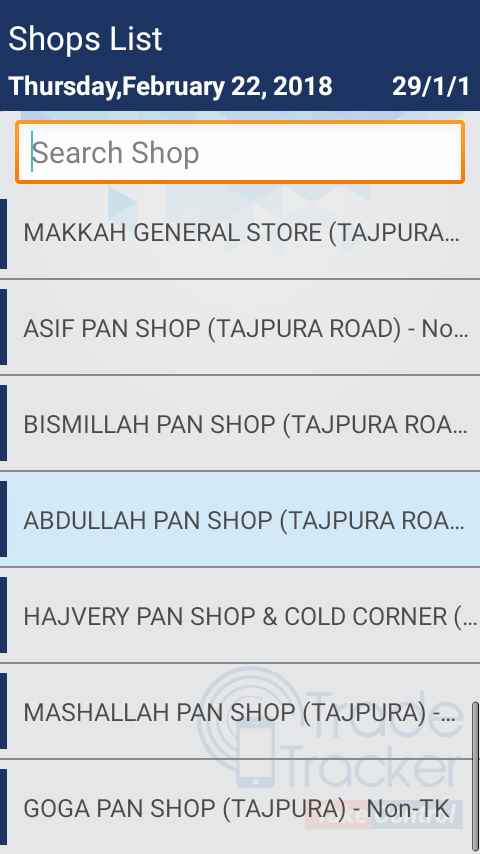 Shops List
Thursday,February 22, 2018 29/1/1
Search Shop
MAKKAH GENERAL STORE (TAJPURA...
ASIF PAN SHOP (TAJPURA ROAD) - No...
BISMILLAH PAN SHOP (TAJPURA ROA...
ABDULLAH PAN SHOP (TAJPURA ROA...
HAJVERY PAN SHOP & COLD CORNER (...
MASHALLAH PAN SHOP (TAJPURA) -...
Trade
Tracker
GOGA PAN SHOP (TAJPURA) - Non-TK
Take Control